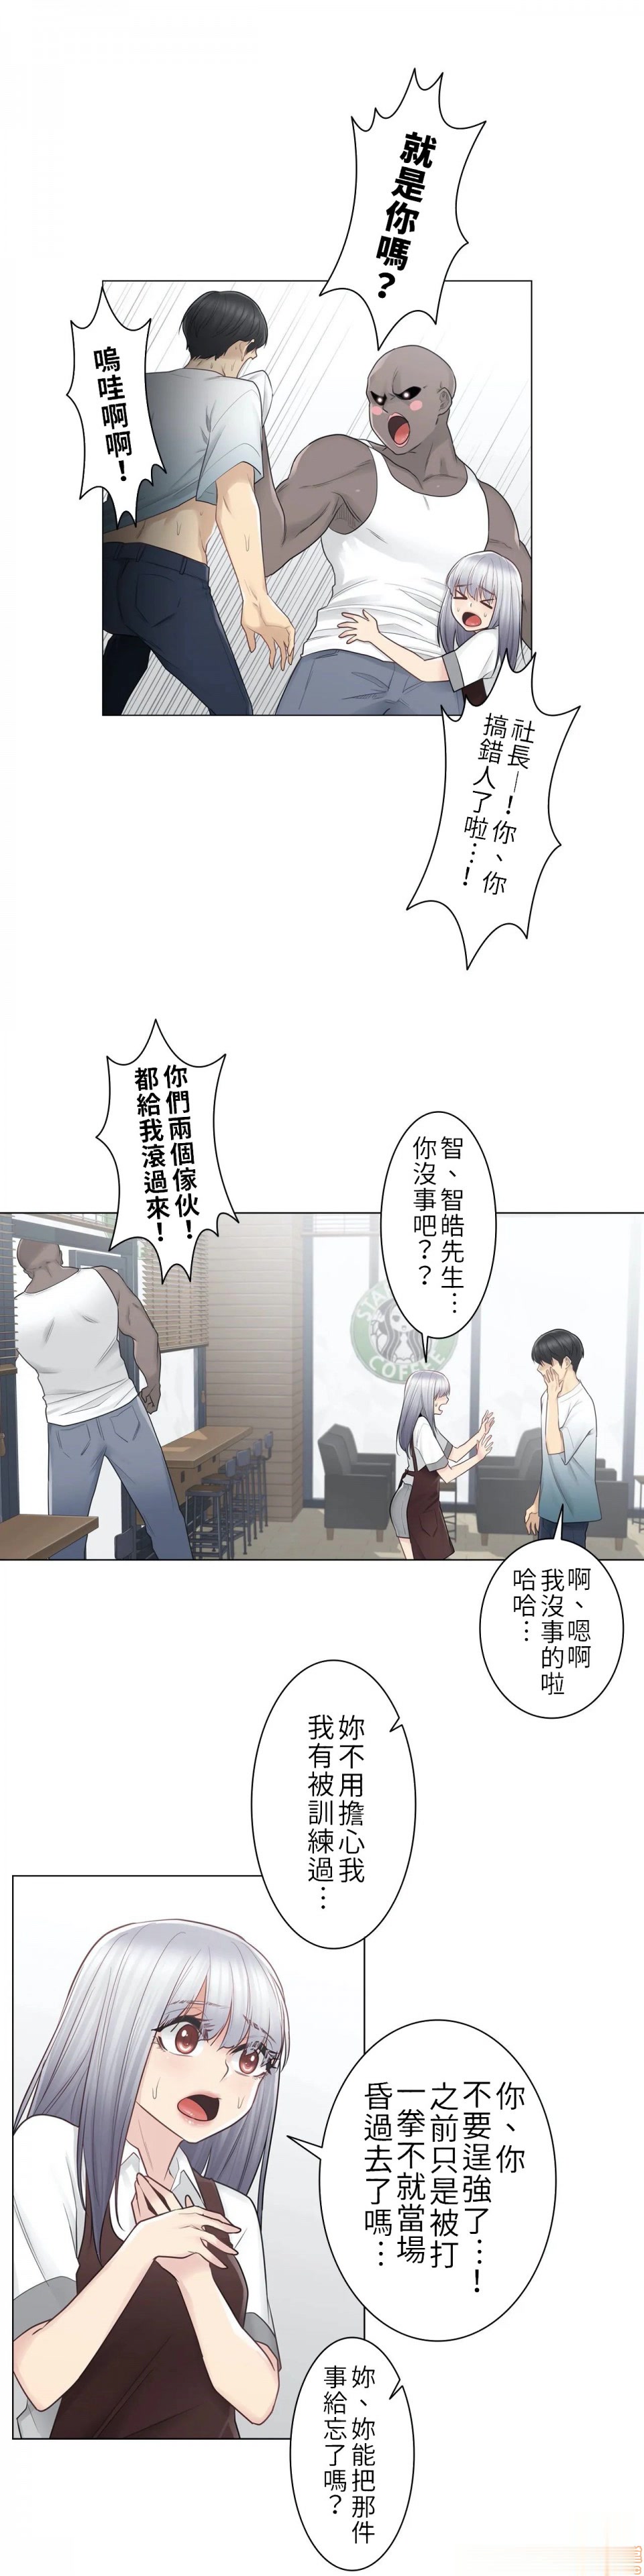 就是你嗎？
嗚哇啊啊！
社長—！你、你
搞錯人了啦…！
你們兩個傢伙！
都給我滾過來！
智、智皓先生…
你沒事吧？？
COFFEE
啊、嗯啊
我沒事的啦
哈哈…
妳不用擔心我
我有被訓練過…
你、你
不要逞強了…！
之前只是被打
一拳不就當場
昏過去了嗎…
妳、妳能把那件
事給忘了嗎？